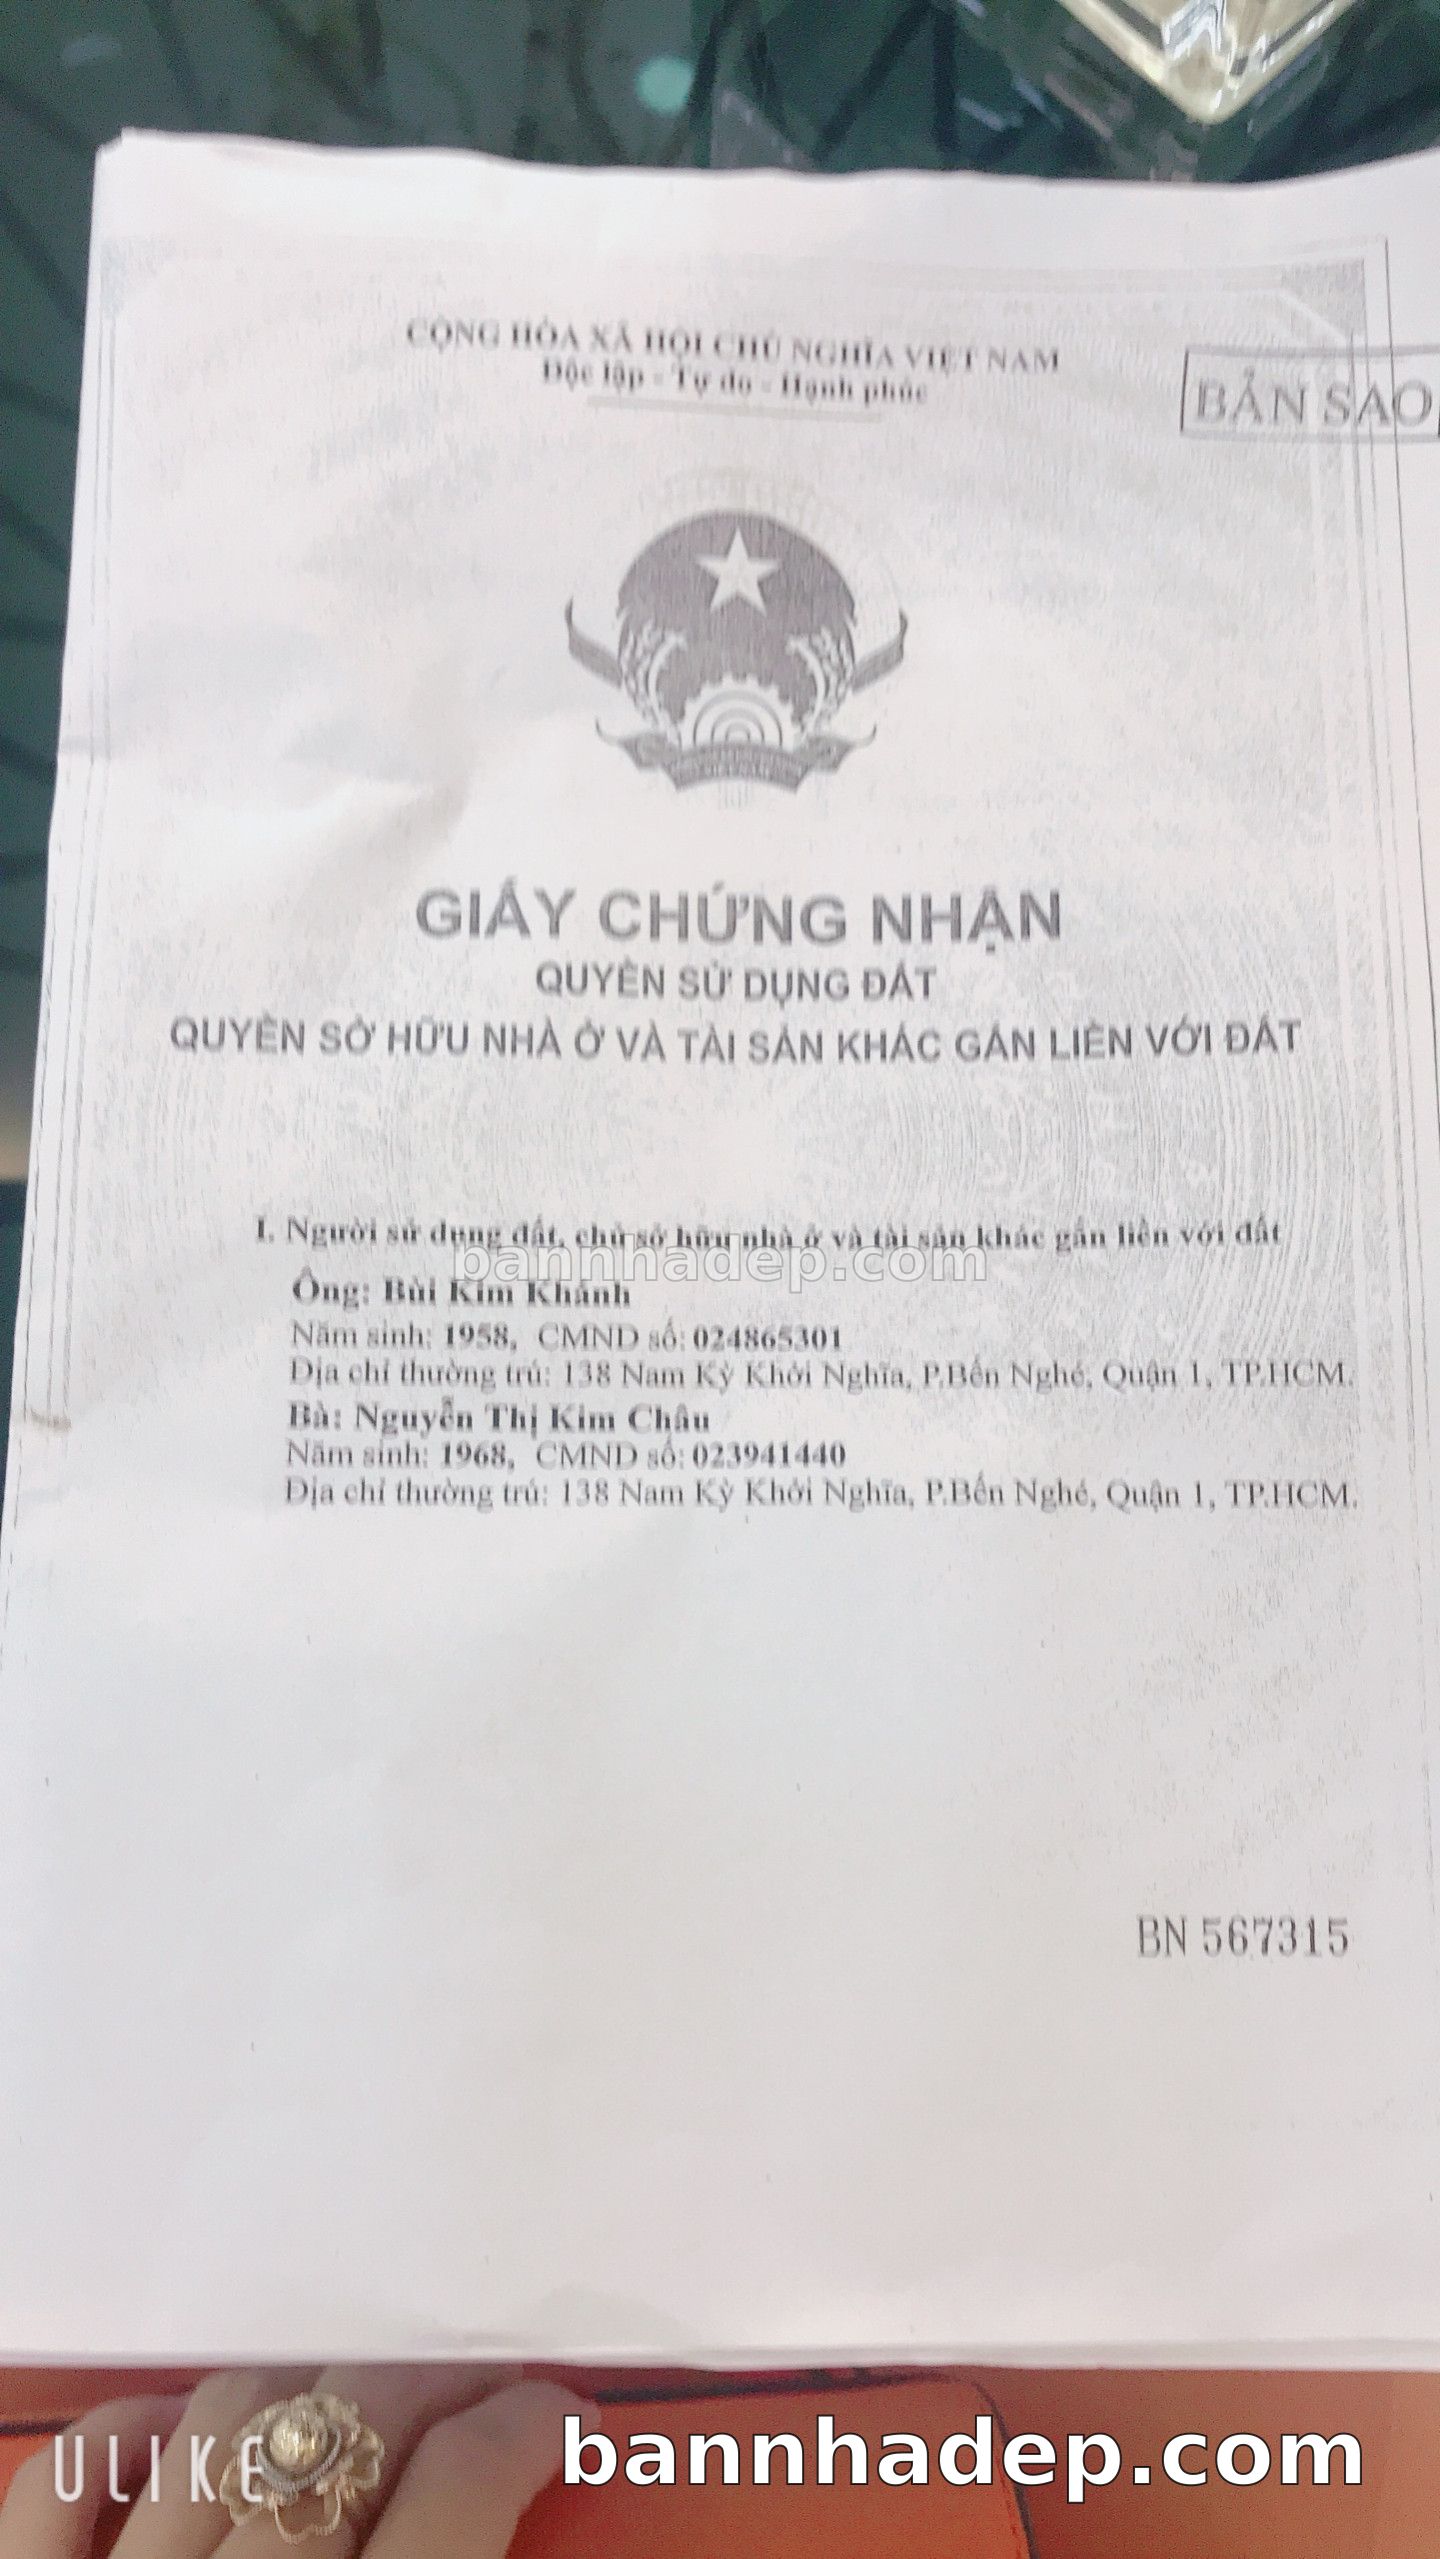 CỘNG HÒA XÃ HỘI CHỦ NGHĨA VIỆT NAM
Độc lập - Tự do - Hạnh phúc
BẢN SAO
GIẤY CHỨNG NHẬN
QUYỀN SỬ DỤNG ĐẤT
QUYỀN SỞ HỮU NHÀ Ở VÀ TÀI SẢN KHÁC GẮN LIỀN VỚI ĐẤT
I. Người sử dụng đất, chủ sở hữu nhà ở và tài sản khác gắn liền với đất
bannhadep.com
Ông: Bùi Kim Khánh
Năm sinh: 1958, CMND số: 024865301
Địa chỉ thường trú: 138 Nam Kỳ Khởi Nghĩa, P.Bến Nghé, Quận 1, TP.HCM.
Bà: Nguyễn Thị Kim Châu
Năm sinh: 1968, CMND số: 023941440
Địa chỉ thường trú: 138 Nam Kỳ Khởi Nghĩa, P.Bến Nghé, Quận 1, TP.HCM.
BN 567315
ULIKE
bannhadep.com